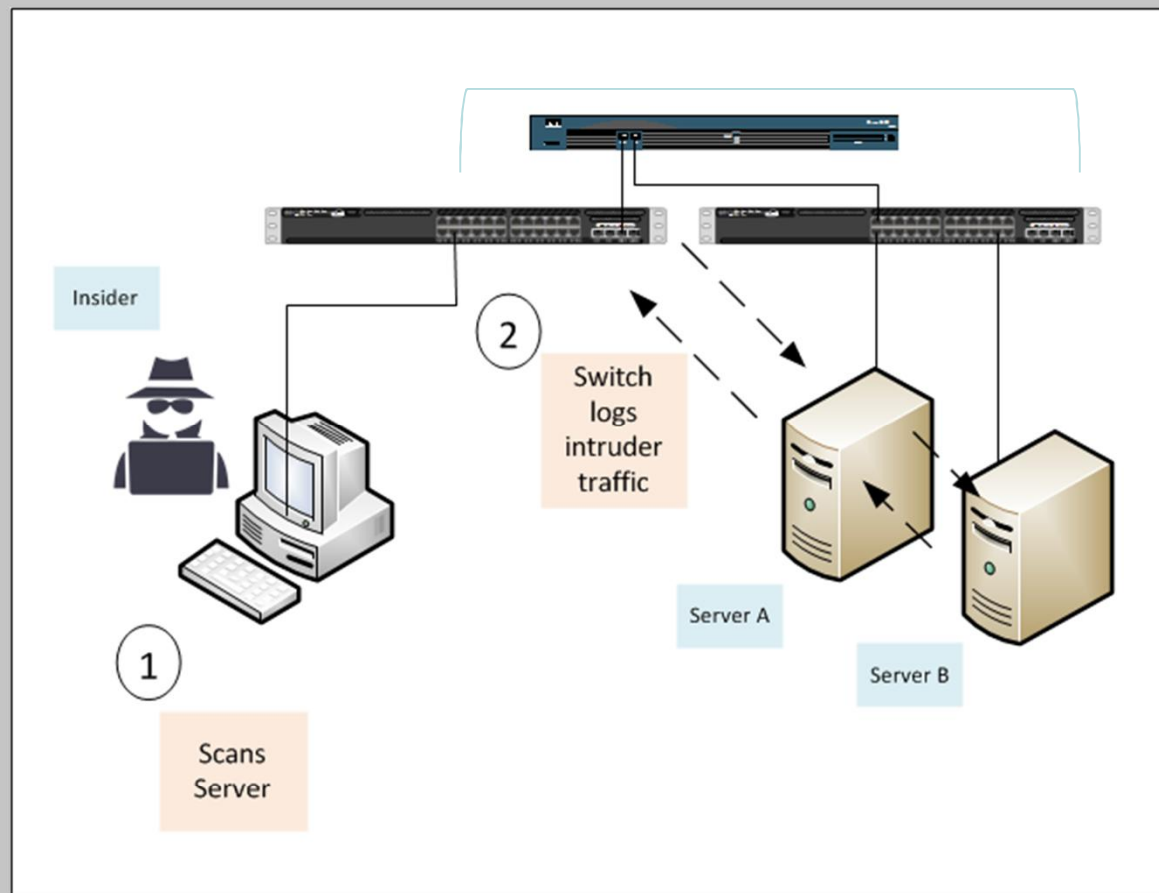 Insider
2
Switch
logs
intruder
traffic
Server A
Server B
1
Scans
Server